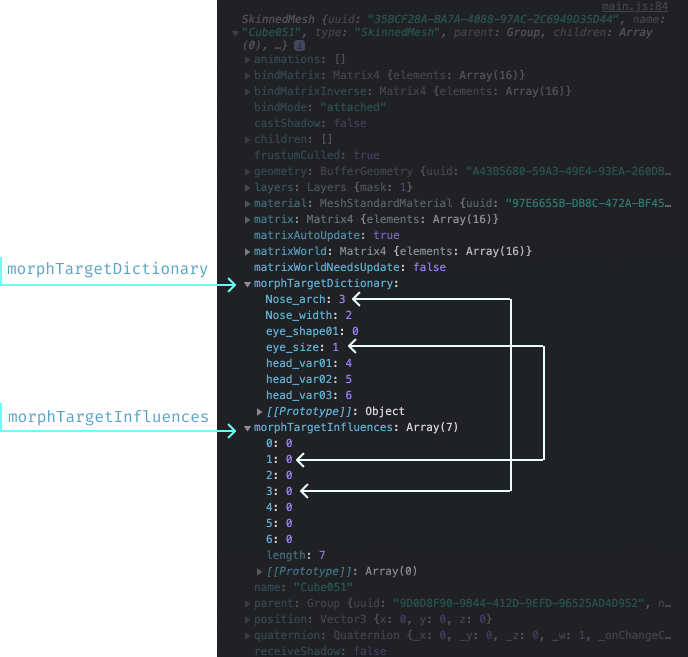 main.js:84
SkinnedMesh {uuid: "35BCF28A-BA7A-4088-97AC-2C6949D35D44", name:
"Cube051", type: "SkinnedMesh", parent: Group, children: Array
(0), …} i
animations: []
bindMatrix: Matrix4 {elements: Array(16)}
bindMatrixInverse: Matrix4 {elements: Array(16)}
bindMode: "attached"
castShadow: false
children: []
frustumCulled: true
geometry: BufferGeometry {uuid: "A43B5680-59A3-49E4-93EA-260DB…
layers: Layers {mask: 1}
material: MeshStandardMaterial {uuid: "97E6655B-DB8C-472A-BF45…
matrix: Matrix4 {elements: Array(16)}
matrixAutoUpdate: true
matrixWorld: Matrix4 {elements: Array(16)}
matrixWorldNeedsUpdate: false
morphTargetDictionary
morphTargetDictionary:
Nose_arch: 3
Nose_width: 2
eye_shape01: 0
eye_size: 1
head_var01: 4
head_var02: 5
head_var03: 6
[[Prototype]]: Object
morphTargetInfluences
morphTargetInfluences: Array(7)
0: 0
1: 0
2: 0
3: 0
4: 0
5: 0
6: 0
length: 7
[[Prototype]]: Array(0)
name: "Cube051"
parent: Group {uuid: "9D0D8F90-9B44-412D-9EFD-96525AD4D952", n…
position: Vector3 {x: 0, y: 0, z: 0}
quaternion: Quaternion {_x: 0, _y: 0, _z: 0, _w: 1, _onChangeC…
receiveShadow: false